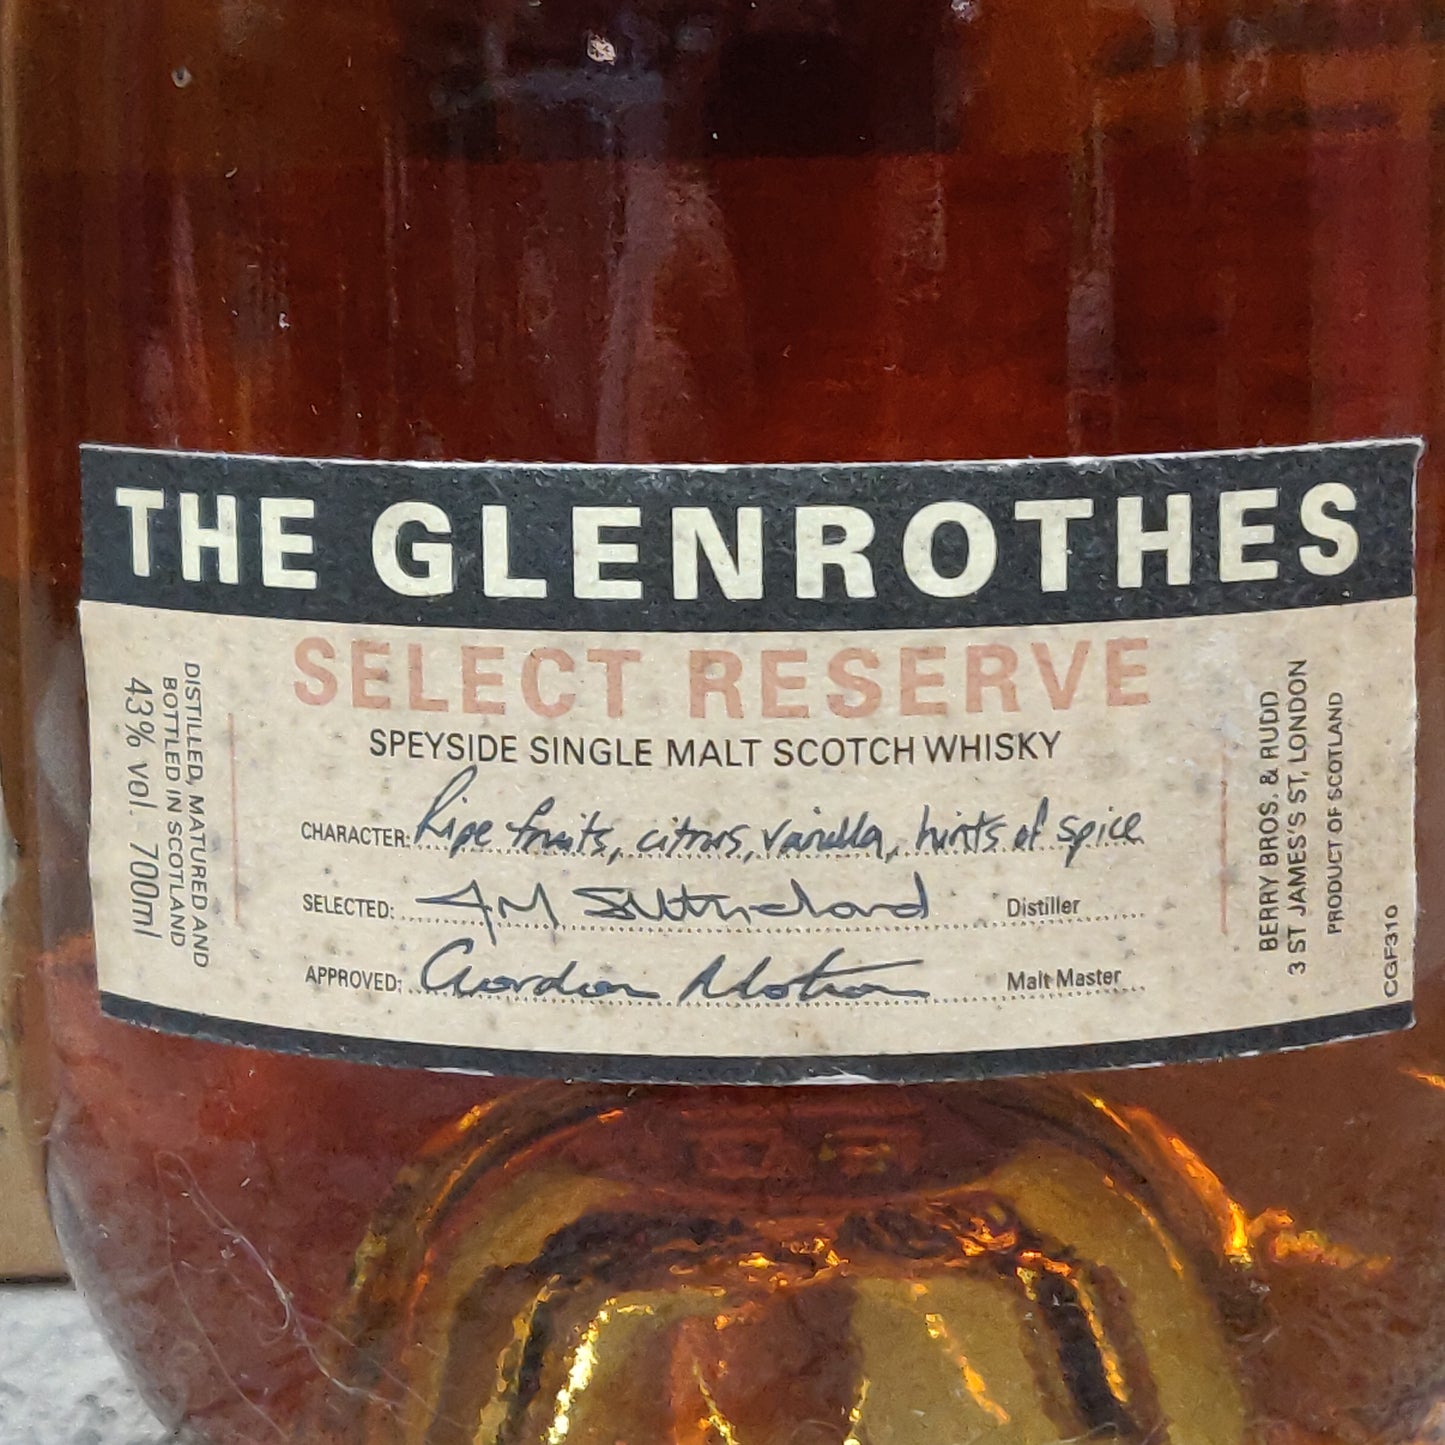 THE GLENROTHES
SELECT RESERVE
SPEYSIDE SINGLE MALT SCOTCH WHISKY
CHARACTER: Ripe fruits, citrus, vanilla, hints of spice
SELECTED: AM Sutherland Distiller
APPROVED: Gordon Motion Malt Master
DISTILLED, MATURED AND
BOTTLED IN SCOTLAND
43% vol. 700ml
BERRY BROS. & RUDD
3 ST JAMES'S ST, LONDON
PRODUCT OF SCOTLAND
CGF310